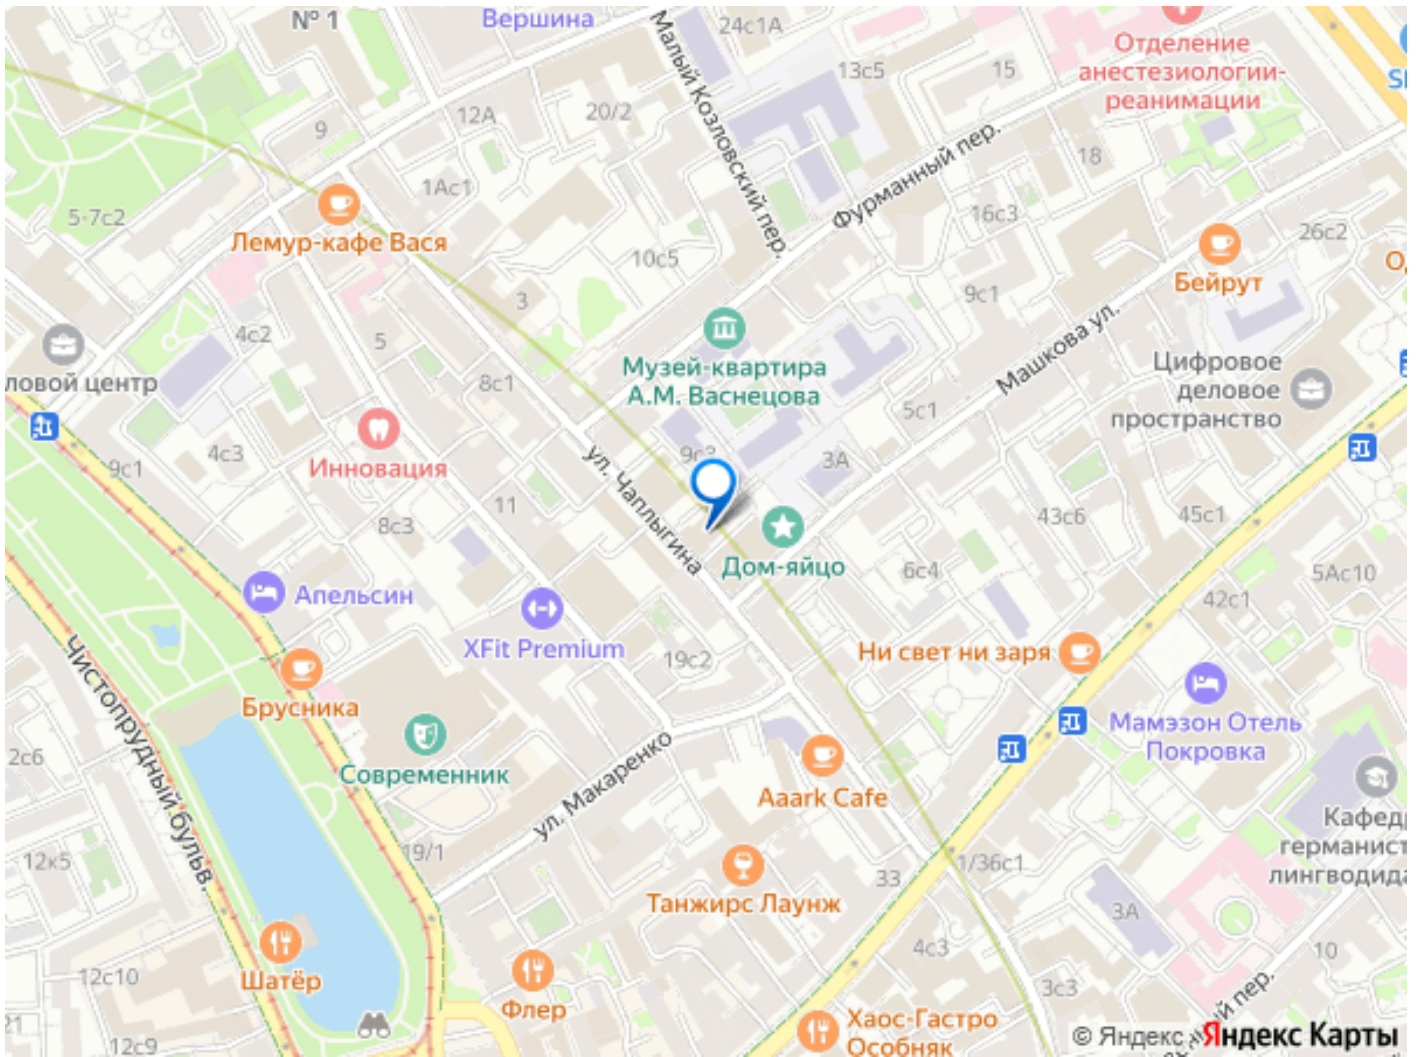 № 1
Вершина
24с1А
Малый Козловский пер.
13с5
15
Отделение
анестезиологии-
реанимации
9
12А
20/2
18
Фурманный пер.
1Ас1
5-7с2
16с3
26с2
Лемур-кафе Вася
10с5
Бейрут
3
9с1
4с2
5
Музей-квартира
А.М. Васнецова
Машкова ул.
Цифровое
деловое
пространство
ловой центр
8с1
5с1
9с1
4с3
Инновация
ул. Чаплыгина
3А
11
8с3
43с6
45с1
Дом-яйцо
6с4
5Ас10
Апельсин
42с1
XFit Premium
19с2
Ни свет ни заря
Чистопрудный бульв.
Брусника
Мамэзон Отель
Покровка
2с6
Современник
ул. Макаренко
Aaark Cafe
Кафед
германист
лингводида
12к5
19/1
1/36с1
33
Танжирс Лаунж
3А
4с3
10
12с10
Шатёр
Флер
3с3
ный пер.
21
12с9
Хаос-Гастро
Особняк
© Яндекс
Яндекс Карты